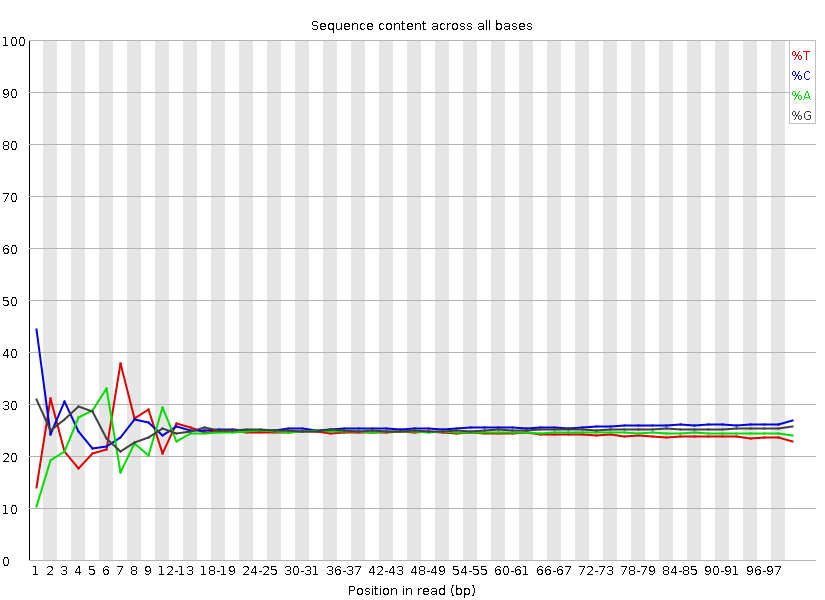 Sequence content across all bases
100
90
80
70
60
50
40
30
20
10
0
%T
%C
%A
%G
1 2 3 4 5 6 7 8 9 12-13 18-19 24-25 30-31 36-37 42-43 48-49 54-55 60-61 66-67 72-73 78-79 84-85 90-91 96-97
Position in read (bp)